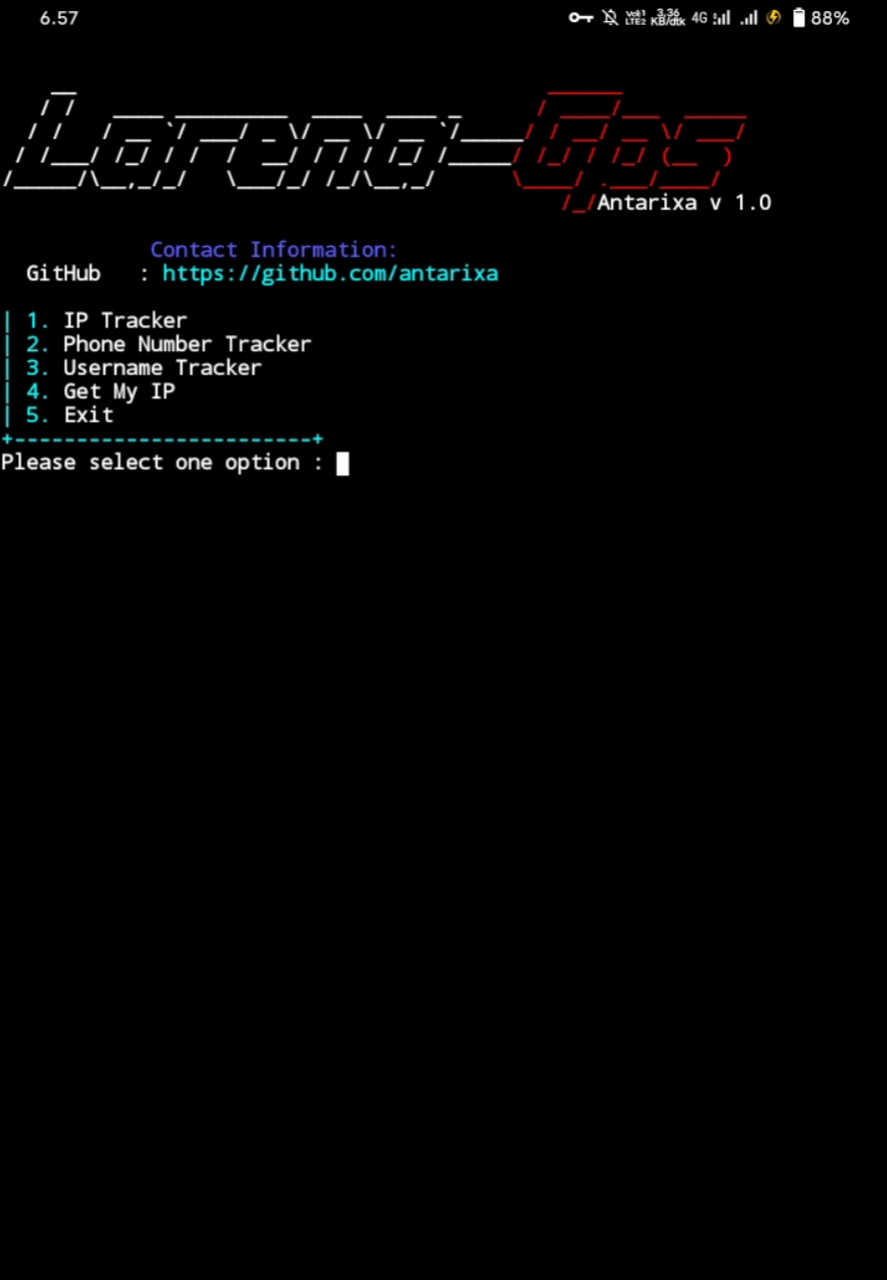 6.57 Vo1) LTE2 3,36 KB/dtk 4G 88%
Larena-Gps
Antarixa v 1.0
Contact Information:
GitHub : https://github.com/antarixa
| 1. IP Tracker
| 2. Phone Number Tracker
| 3. Username Tracker
| 4. Get My IP
| 5. Exit
+------------------------+
Please select one option :